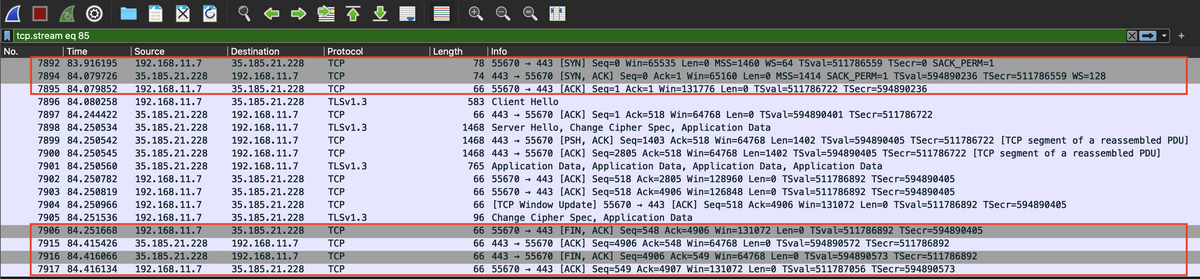 tcp.stream eq 85
No. Time Source Destination Protocol Length Info
7892 83.916195 192.168.11.7 35.185.21.228 TCP 78 55670 → 443 [SYN] Seq=0 Win=65535 Len=0 MSS=1460 WS=64 TSval=511786559 TSecr=0 SACK_PERM=1
7894 84.079726 35.185.21.228 192.168.11.7 TCP 74 443 → 55670 [SYN, ACK] Seq=0 Ack=1 Win=65160 Len=0 MSS=1414 SACK_PERM=1 TSval=594890236 TSecr=511786559 WS=128
7895 84.079852 192.168.11.7 35.185.21.228 TCP 66 55670 → 443 [ACK] Seq=1 Ack=1 Win=131776 Len=0 TSval=511786722 TSecr=594890236
7896 84.080258 192.168.11.7 35.185.21.228 TLSv1.3 583 Client Hello
7897 84.244422 35.185.21.228 192.168.11.7 TCP 66 443 → 55670 [ACK] Seq=1 Ack=518 Win=64768 Len=0 TSval=594890401 TSecr=511786722
7898 84.250534 35.185.21.228 192.168.11.7 TLSv1.3 1468 Server Hello, Change Cipher Spec, Application Data
7899 84.250542 35.185.21.228 192.168.11.7 TCP 1468 443 → 55670 [PSH, ACK] Seq=1403 Ack=518 Win=64768 Len=1402 TSval=594890405 TSecr=511786722 [TCP segment of a reassembled PDU]
7900 84.250545 35.185.21.228 192.168.11.7 TCP 1468 443 → 55670 [ACK] Seq=2805 Ack=518 Win=64768 Len=1402 TSval=594890405 TSecr=511786722 [TCP segment of a reassembled PDU]
7901 84.250560 35.185.21.228 192.168.11.7 TLSv1.3 765 Application Data, Application Data, Application Data
7902 84.250782 192.168.11.7 35.185.21.228 TCP 66 55670 → 443 [ACK] Seq=518 Ack=2805 Win=128960 Len=0 TSval=511786892 TSecr=594890405
7903 84.250819 192.168.11.7 35.185.21.228 TCP 66 55670 → 443 [ACK] Seq=518 Ack=4906 Win=126848 Len=0 TSval=511786892 TSecr=594890405
7904 84.250966 192.168.11.7 35.185.21.228 TCP 66 [TCP Window Update] 55670 → 443 [ACK] Seq=518 Ack=4906 Win=131072 Len=0 TSval=511786892 TSecr=594890405
7905 84.251536 192.168.11.7 35.185.21.228 TLSv1.3 96 Change Cipher Spec, Application Data
7906 84.251668 192.168.11.7 35.185.21.228 TCP 66 55670 → 443 [FIN, ACK] Seq=548 Ack=4906 Win=131072 Len=0 TSval=511786892 TSecr=594890405
7915 84.415426 35.185.21.228 192.168.11.7 TCP 66 443 → 55670 [ACK] Seq=4906 Ack=548 Win=64768 Len=0 TSval=594890572 TSecr=511786892
7916 84.416066 35.185.21.228 192.168.11.7 TCP 66 443 → 55670 [FIN, ACK] Seq=4906 Ack=549 Win=64768 Len=0 TSval=594890573 TSecr=511786892
7917 84.416134 192.168.11.7 35.185.21.228 TCP 66 55670 → 443 [ACK] Seq=549 Ack=4907 Win=131072 Len=0 TSval=511787056 TSecr=594890573